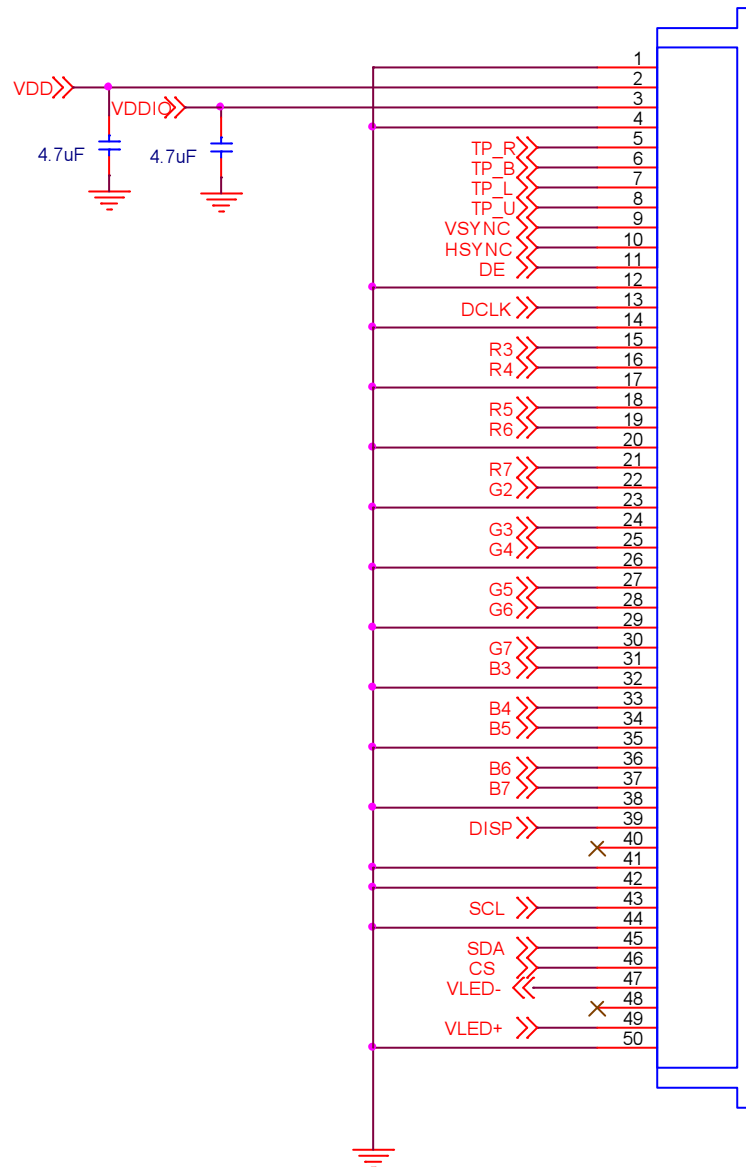 1
VDD 2
VDDIO 3
4
4.7uF 4.7uF TP_R 5
TP_B 6
TP_L 7
TP_U 8
VSYNC 9
HSYNC 10
DE 11
12
DCLK 13
14
R3 15
R4 16
17
R5 18
R6 19
20
R7 21
G2 22
23
G3 24
G4 25
26
G5 27
G6 28
29
G7 30
B3 31
32
B4 33
B5 34
35
B6 36
B7 37
38
DISP 39
40
41
42
SCL 43
44
SDA 45
CS 46
VLED- 47
48
VLED+ 49
50